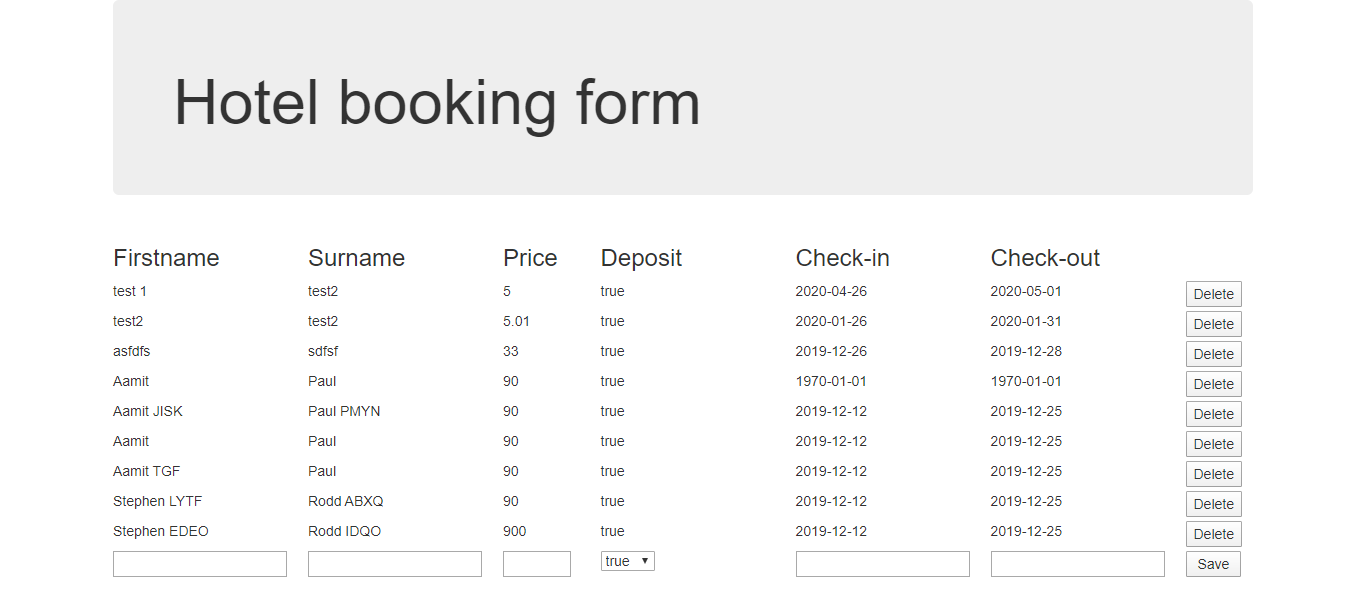 Hotel booking form
Firstname Surname Price Deposit Check-in Check-out
test 1 test2 5 true 2020-04-26 2020-05-01 Delete
test2 test2 5.01 true 2020-01-26 2020-01-31 Delete
asfdfs sdfsf 33 true 2019-12-26 2019-12-28 Delete
Aamit Paul 90 true 1970-01-01 1970-01-01 Delete
Aamit JISK Paul PMYN 90 true 2019-12-12 2019-12-25 Delete
Aamit Paul 90 true 2019-12-12 2019-12-25 Delete
Aamit TGF Paul 90 true 2019-12-12 2019-12-25 Delete
Stephen LYTF Rodd ABXQ 90 true 2019-12-12 2019-12-25 Delete
Stephen EDEO Rodd IDQO 900 true 2019-12-12 2019-12-25 Delete
true Save